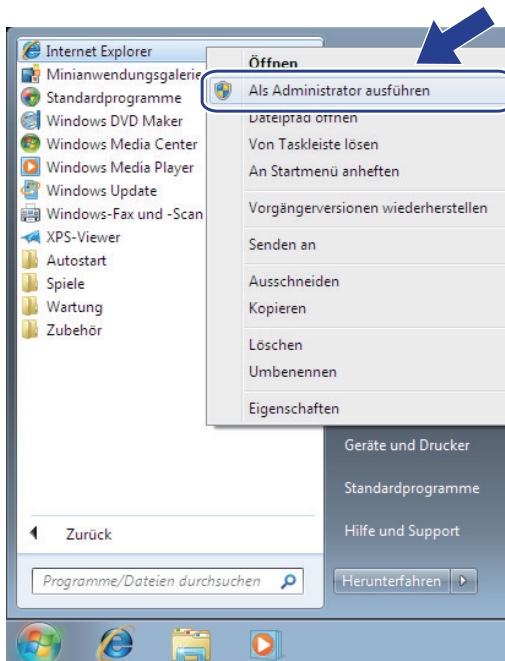 Internet Explorer
Minianwendungsgalerie
Standardprogramme
Windows DVD Maker
Windows Media Center
Windows Media Player
Windows Update
Windows-Fax und -Scan
XPS-Viewer
Autostart
Spiele
Wartung
Zubehör
Öffnen
Als Administrator ausführen
Dateipfad öffnen
Von Taskleiste lösen
An Startmenü anheften
Vorgängerversionen wiederherstellen
Senden an
Ausschneiden
Kopieren
Löschen
Umbenennen
Eigenschaften
Geräte und Drucker
Standardprogramme
Hilfe und Support
Zurück
Programme/Dateien durchsuchen
Herunterfahren